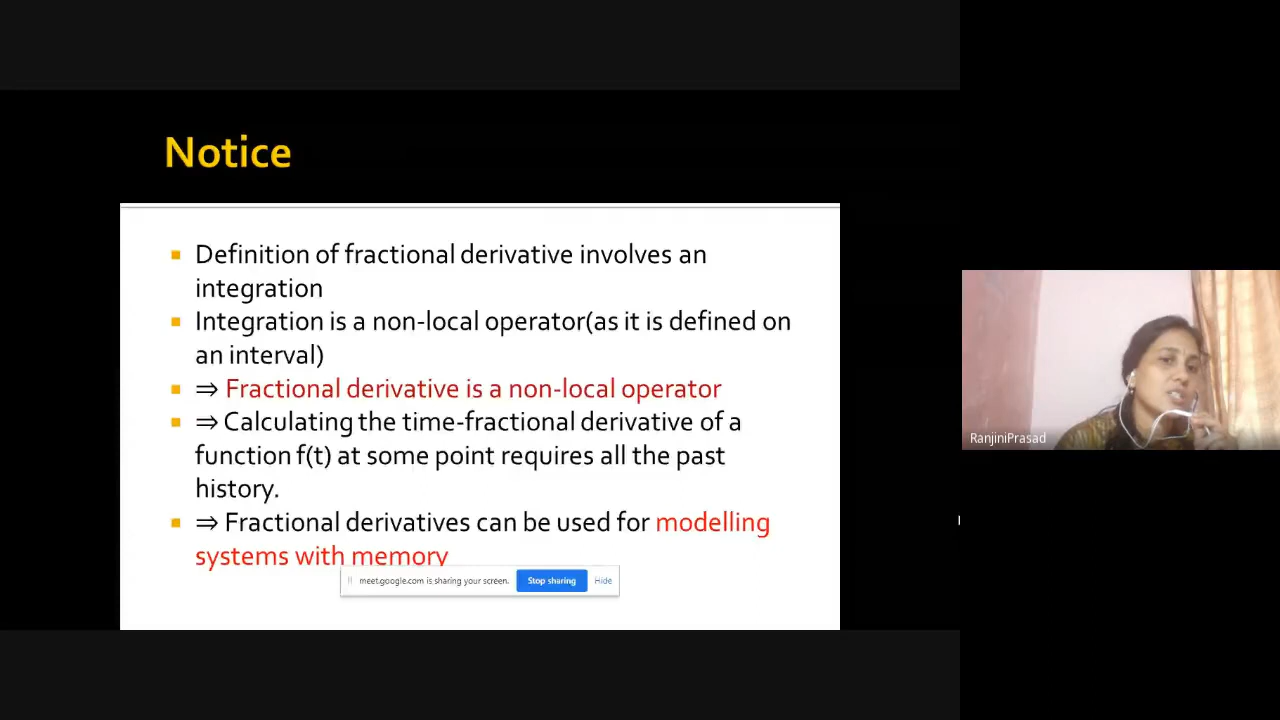 Notice
▪ Definition of fractional derivative involves an
integration
▪ Integration is a non-local operator(as it is defined on
an interval)
▪ ⇒ Fractional derivative is a non-local operator
▪ ⇒ Calculating the time-fractional derivative of a
function f(t) at some point requires all the past
history.
▪ ⇒ Fractional derivatives can be used for modelling
systems with memory
meet.google.com is sharing your screen. Stop sharing Hide
RanjiniPrasad